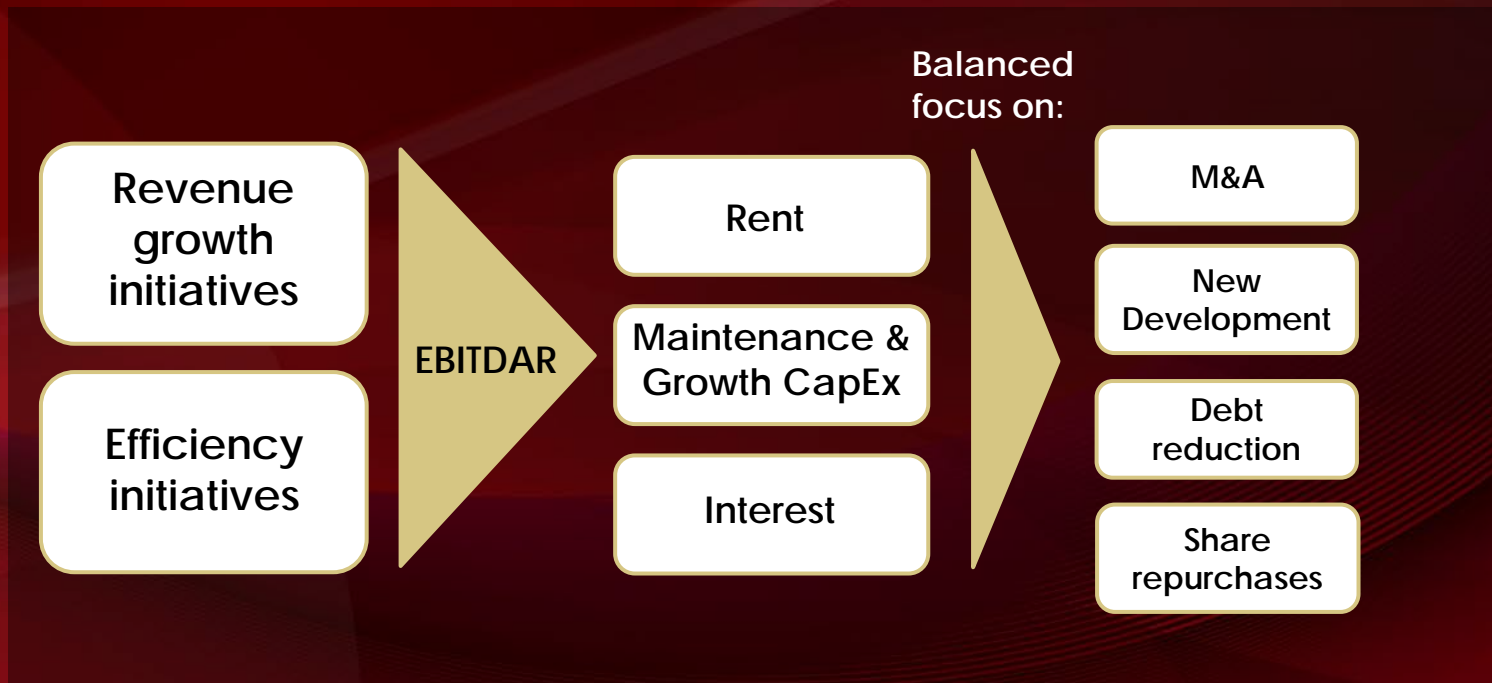 Revenue
growth
initiatives
Efficiency
initiatives
EBITDAR
Rent
Maintenance &
Growth CapEx
Interest
Balanced
focus on:
M&A
New
Development
Debt
reduction
Share
repurchases